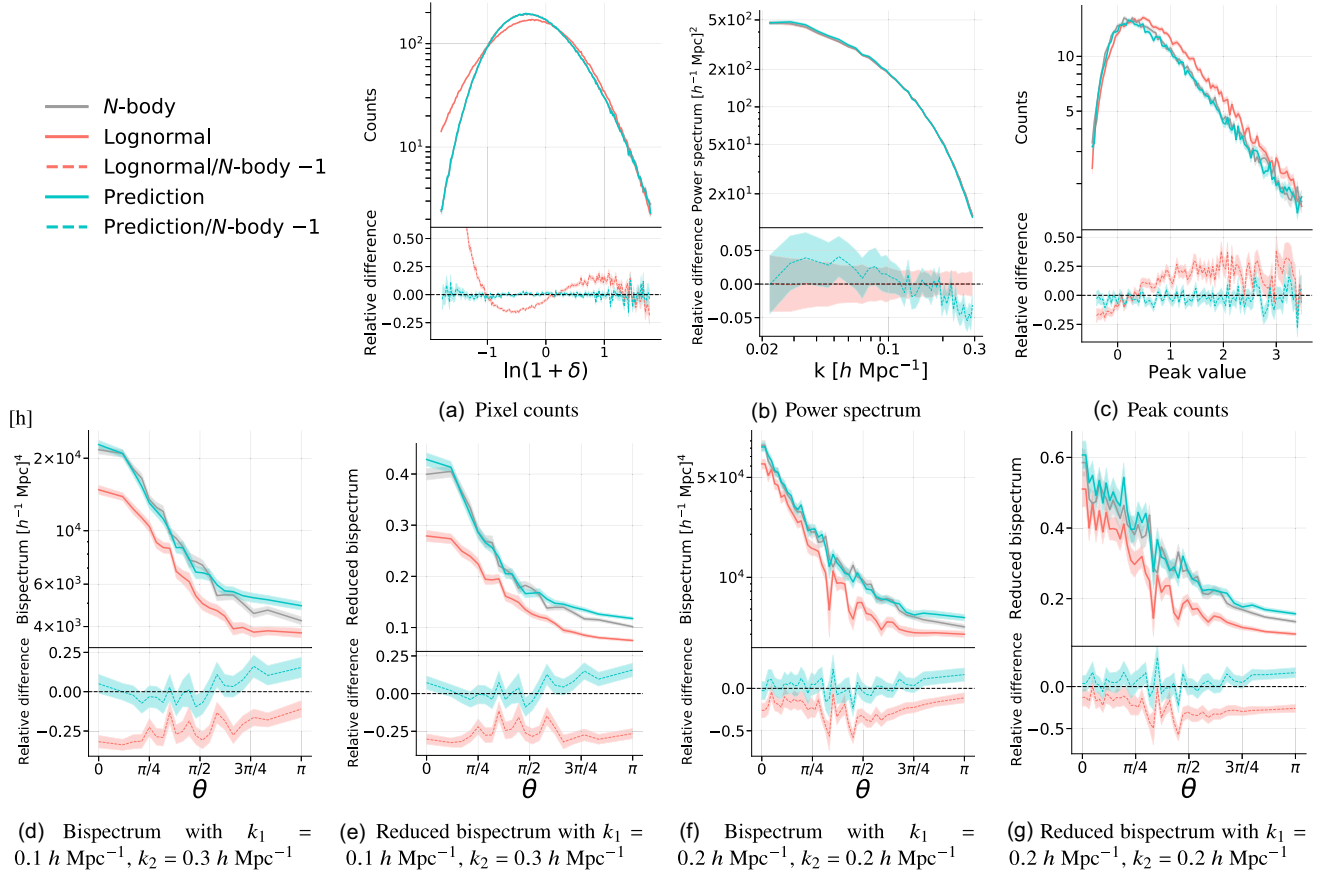 N-body
Lognormal
Lognormal/N-body −1
Prediction
Prediction/N-body −1
Counts
10²
10¹
Relative difference
0.50
0.25
0.00
−0.25
−1
0
1
ln(1 + δ)
(a) Pixel counts
Power spectrum [h⁻¹ Mpc]²
5×10²
2×10²
10²
5×10¹
2×10¹
Relative difference
0.05
0.00
−0.05
0.02
0.1
0.3
k [h Mpc⁻¹]
(b) Power spectrum
Counts
10
5
Relative difference
0.50
0.25
0.00
−0.25
0
1
2
3
Peak value
(c) Peak counts
[h]
Bispectrum [h⁻¹ Mpc]⁴
2×10⁴
10⁴
6×10³
4×10³
Relative difference
0.25
0.00
−0.25
0
π/4
π/2
3π/4
π
θ
(d) Bispectrum with k₁ =
0.1 h Mpc⁻¹, k₂ = 0.3 h Mpc⁻¹
Reduced bispectrum
0.4
0.3
0.2
0.1
Relative difference
0.25
0.00
−0.25
0
π/4
π/2
3π/4
π
θ
(e) Reduced bispectrum with k₁ =
0.1 h Mpc⁻¹, k₂ = 0.3 h Mpc⁻¹
Bispectrum [h⁻¹ Mpc]⁴
5×10⁴
10⁴
Relative difference
0.0
−0.5
0
π/4
π/2
3π/4
π
θ
(f) Bispectrum with k₁ =
0.2 h Mpc⁻¹, k₂ = 0.2 h Mpc⁻¹
Reduced bispectrum
0.6
0.4
0.2
Relative difference
0.0
−0.5
0
π/4
π/2
3π/4
π
θ
(g) Reduced bispectrum with k₁ =
0.2 h Mpc⁻¹, k₂ = 0.2 h Mpc⁻¹